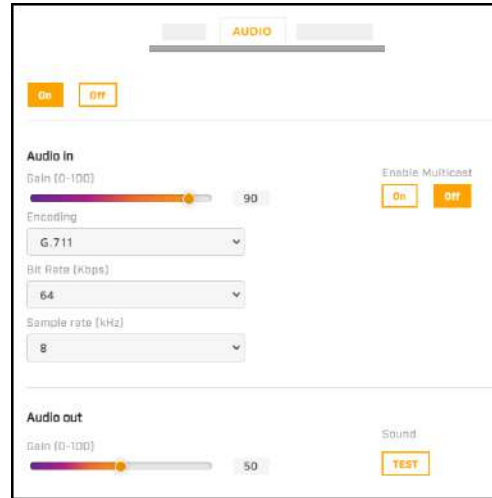 AUDIO
On Off
Audio in
Gain (0-100)
Enable Multicast
90
On Off
Encoding
G.711
Bit Rate (Kbps)
64
Sample rate (kHz)
8
Audio out
Sound
Gain (0-100)
50
TEST